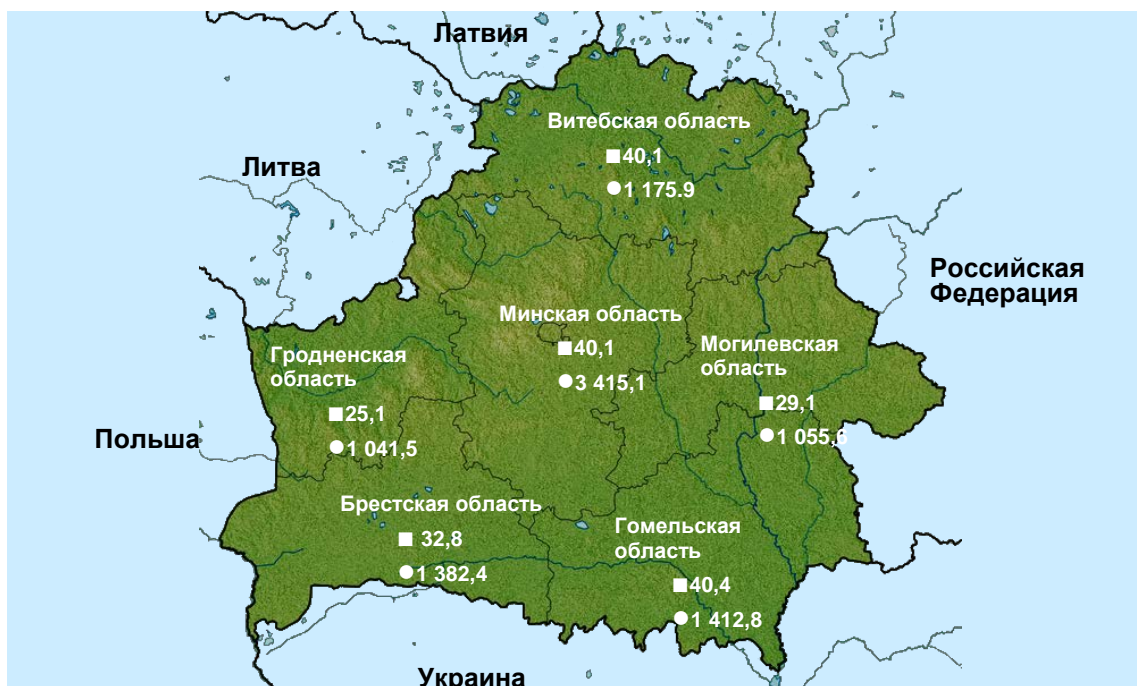 Латвия
Витебская область
40,1
1 175.9
Литва
Российская
Федерация
Минская область
40,1
3 415,1
Гродненская
область
25,1
1 041,5
Могилевская
область
29,1
1 055,6
Польша
Брестская область
32,8
1 382,4
Гомельская
область
40,4
1 412,8
Украина